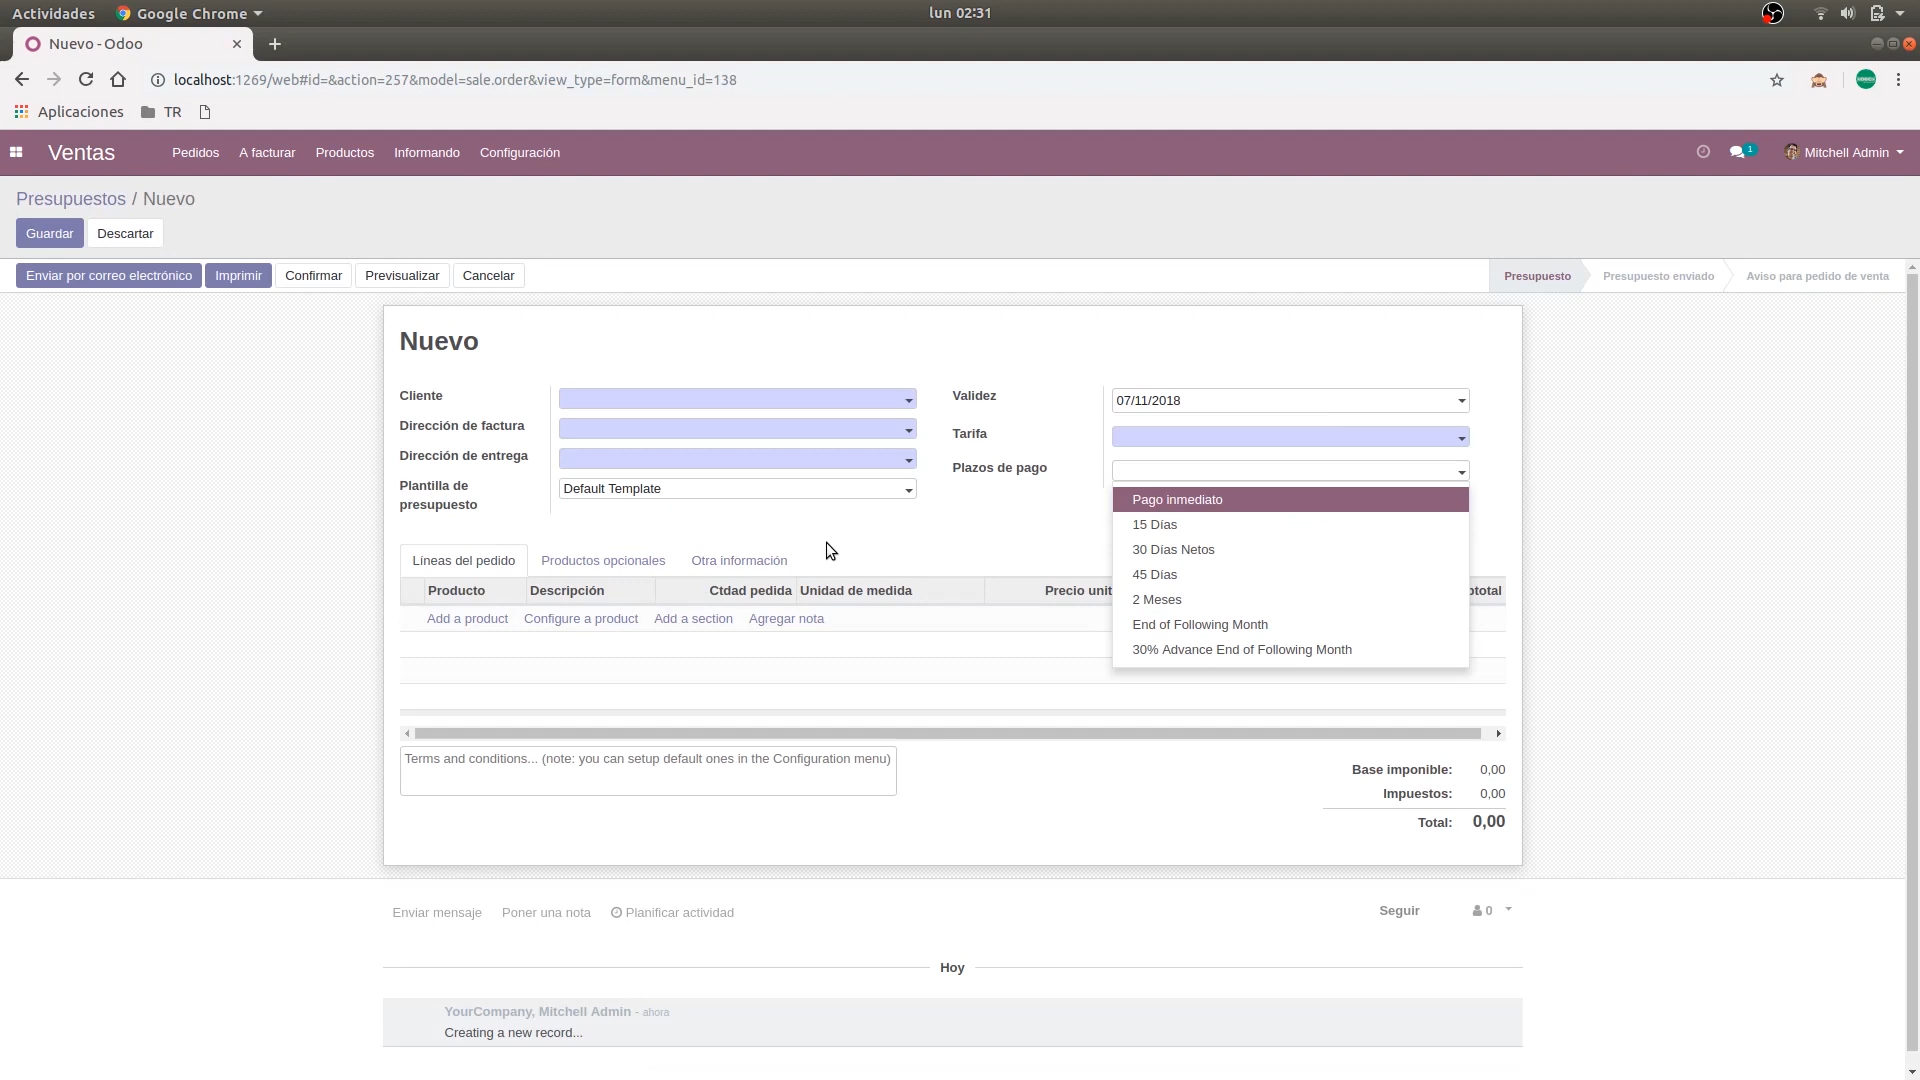 Actividades
Google Chrome
lun 02:31
Nuevo - Odoo
localhost:1269/web#id=&action=257&model=sale.order&view_type=form&menu_id=138
Aplicaciones
TR
Ventas
Pedidos
A facturar
Productos
Informando
Configuración
1
Mitchell Admin
Presupuestos / Nuevo
Guardar
Descartar
Enviar por correo electrónico
Imprimir
Confirmar
Previsualizar
Cancelar
Presupuesto
Presupuesto enviado
Aviso para pedido de venta
Nuevo
Cliente
Dirección de factura
Dirección de entrega
Plantilla de
presupuesto
Default Template
Validez
07/11/2018
Tarifa
Plazos de pago
Pago inmediato
15 Días
30 Días Netos
45 Días
2 Meses
End of Following Month
30% Advance End of Following Month
Líneas del pedido
Productos opcionales
Otra información
Producto
Descripción
Ctdad pedida
Unidad de medida
Precio unit
ototal
Add a product
Configure a product
Add a section
Agregar nota
Terms and conditions... (note: you can setup default ones in the Configuration menu)
Base imponible: 0,00
Impuestos: 0,00
Total: 0,00
Enviar mensaje
Poner una nota
Planificar actividad
Seguir
0
Hoy
YourCompany, Mitchell Admin - ahora
Creating a new record...